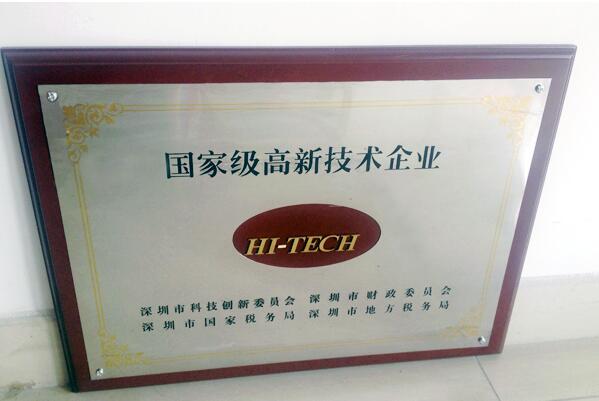 国家级高新技术企业
HI-TECH
深圳市科技创新委员会 深圳市财政委员会
深圳市国家税务局 深圳市地方税务局